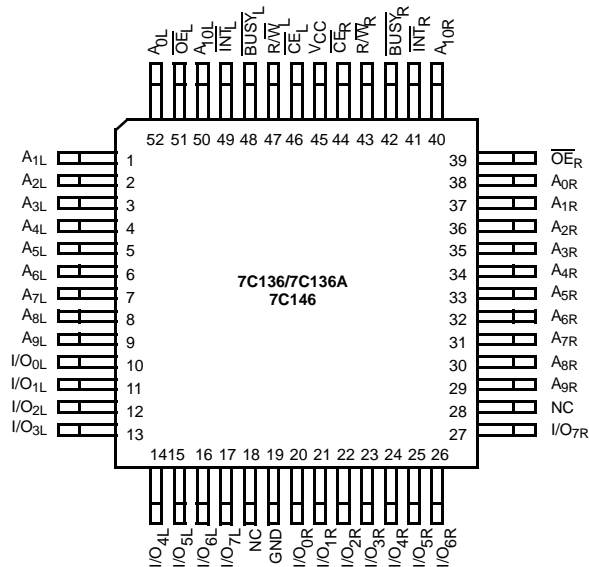 A0L
OEL
A10L
INTL
BUSYL
R/WL
CEL
VCC
CER
R/WR
BUSYR
INTR
A10R
52 51 50 49 48 47 46 45 44 43 42 41 40
A1L 1
A2L 2
A3L 3
A4L 4
A5L 5
A6L 6
A7L 7
A8L 8
A9L 9
I/O0L 10
I/O1L 11
I/O2L 12
I/O3L 13
7C136/7C136A
7C146
39 OER
38 A0R
37 A1R
36 A2R
35 A3R
34 A4R
33 A5R
32 A6R
31 A7R
30 A8R
29 A9R
28 NC
27 I/O7R
14 15 16 17 18 19 20 21 22 23 24 25 26
I/O4L
I/O5L
I/O6L
I/O7L
NC
GND
I/O0R
I/O1R
I/O2R
I/O3R
I/O4R
I/O5R
I/O6R